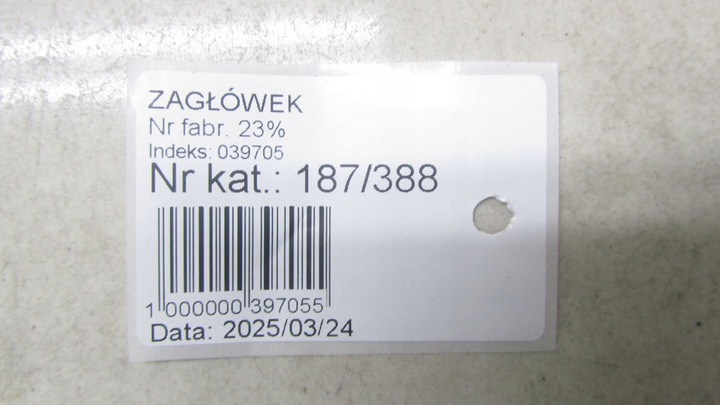 ZAGŁÓWEK
Nr fabr. 23%
Indeks: 039705
Nr kat.: 187/388
1 000000 397055
Data: 2025/03/24